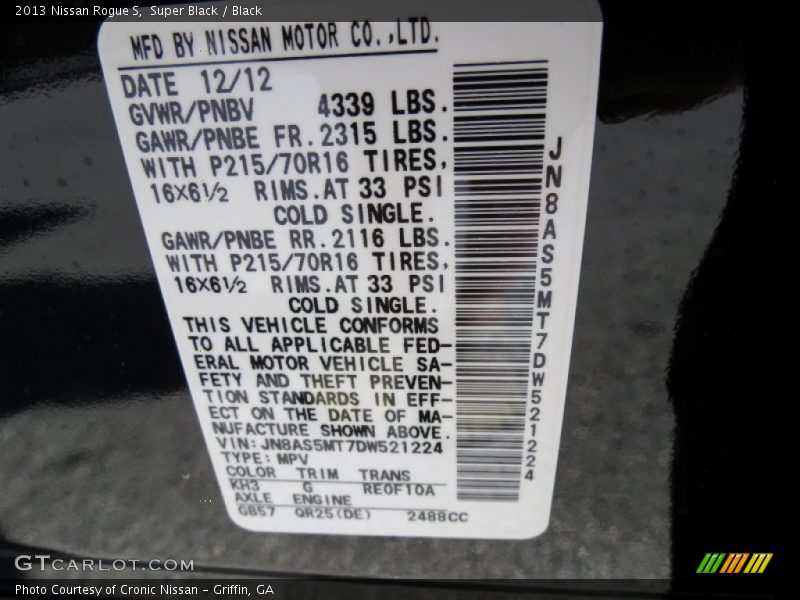 2013 Nissan Rogue S, Super Black / Black
MFD BY NISSAN MOTOR CO.,LTD.
DATE 12/12
GVWR/PNBV 4339 LBS.
GAWR/PNBE FR.2315 LBS.
WITH P215/70R16 TIRES,
16X6½ RIMS.AT 33 PSI
COLD SINGLE.
GAWR/PNBE RR.2116 LBS.
WITH P215/70R16 TIRES,
16X6½ RIMS.AT 33 PSI
COLD SINGLE.
THIS VEHICLE CONFORMS
TO ALL APPLICABLE FED-
ERAL MOTOR VEHICLE SA-
FETY AND THEFT PREVEN-
TION STANDARDS IN EFF-
ECT ON THE DATE OF MA-
NUFACTURE SHOWN ABOVE.
VIN:JN8AS5MT7DW521224
TYPE:MPV
COLOR TRIM TRANS
KH3 G RE0F10A
AXLE ENGINE
GB57 QR25(DE) 2488CC
JN8AS5MT7DW521224
GTCARLOT.COM
Photo Courtesy of Cronic Nissan - Griffin, GA